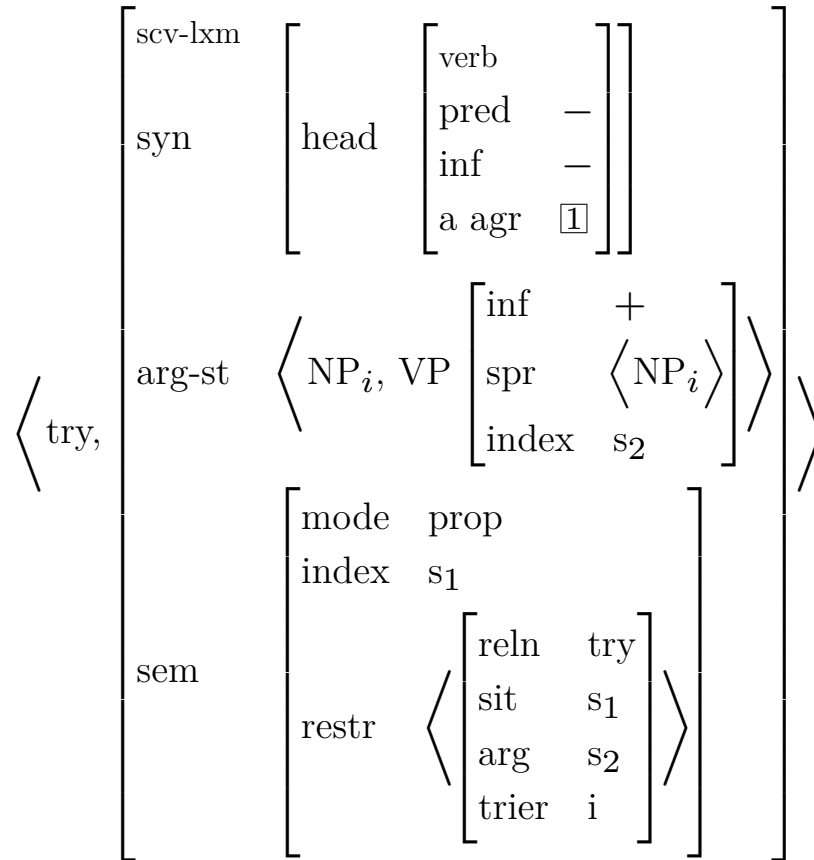 scv-lxm
verb
pred −
syn head inf −
a agr 1
inf +
arg-st ⟨ NP_i, VP spr ⟨NP_i⟩ ⟩
index s_2
⟨ try, ⟩
mode prop
index s_1
reln try
sem restr ⟨ sit s_1 ⟩
arg s_2
trier i